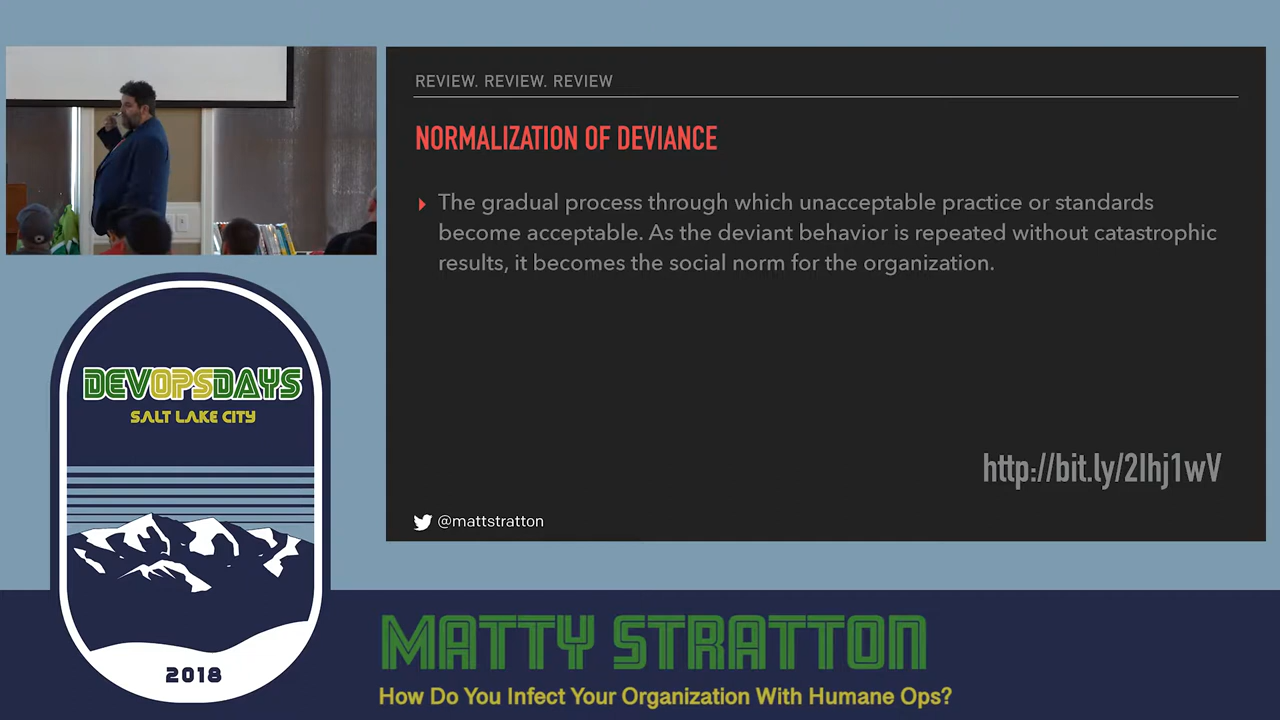 REVIEW. REVIEW. REVIEW
NORMALIZATION OF DEVIANCE
The gradual process through which unacceptable practice or standards
become acceptable. As the deviant behavior is repeated without catastrophic
results, it becomes the social norm for the organization.
http://bit.ly/2Ihj1wV
@mattstratton
DEVOPSDAYS
SALT LAKE CITY
2018
MATTY STRATTON
How Do You Infect Your Organization With Humane Ops?